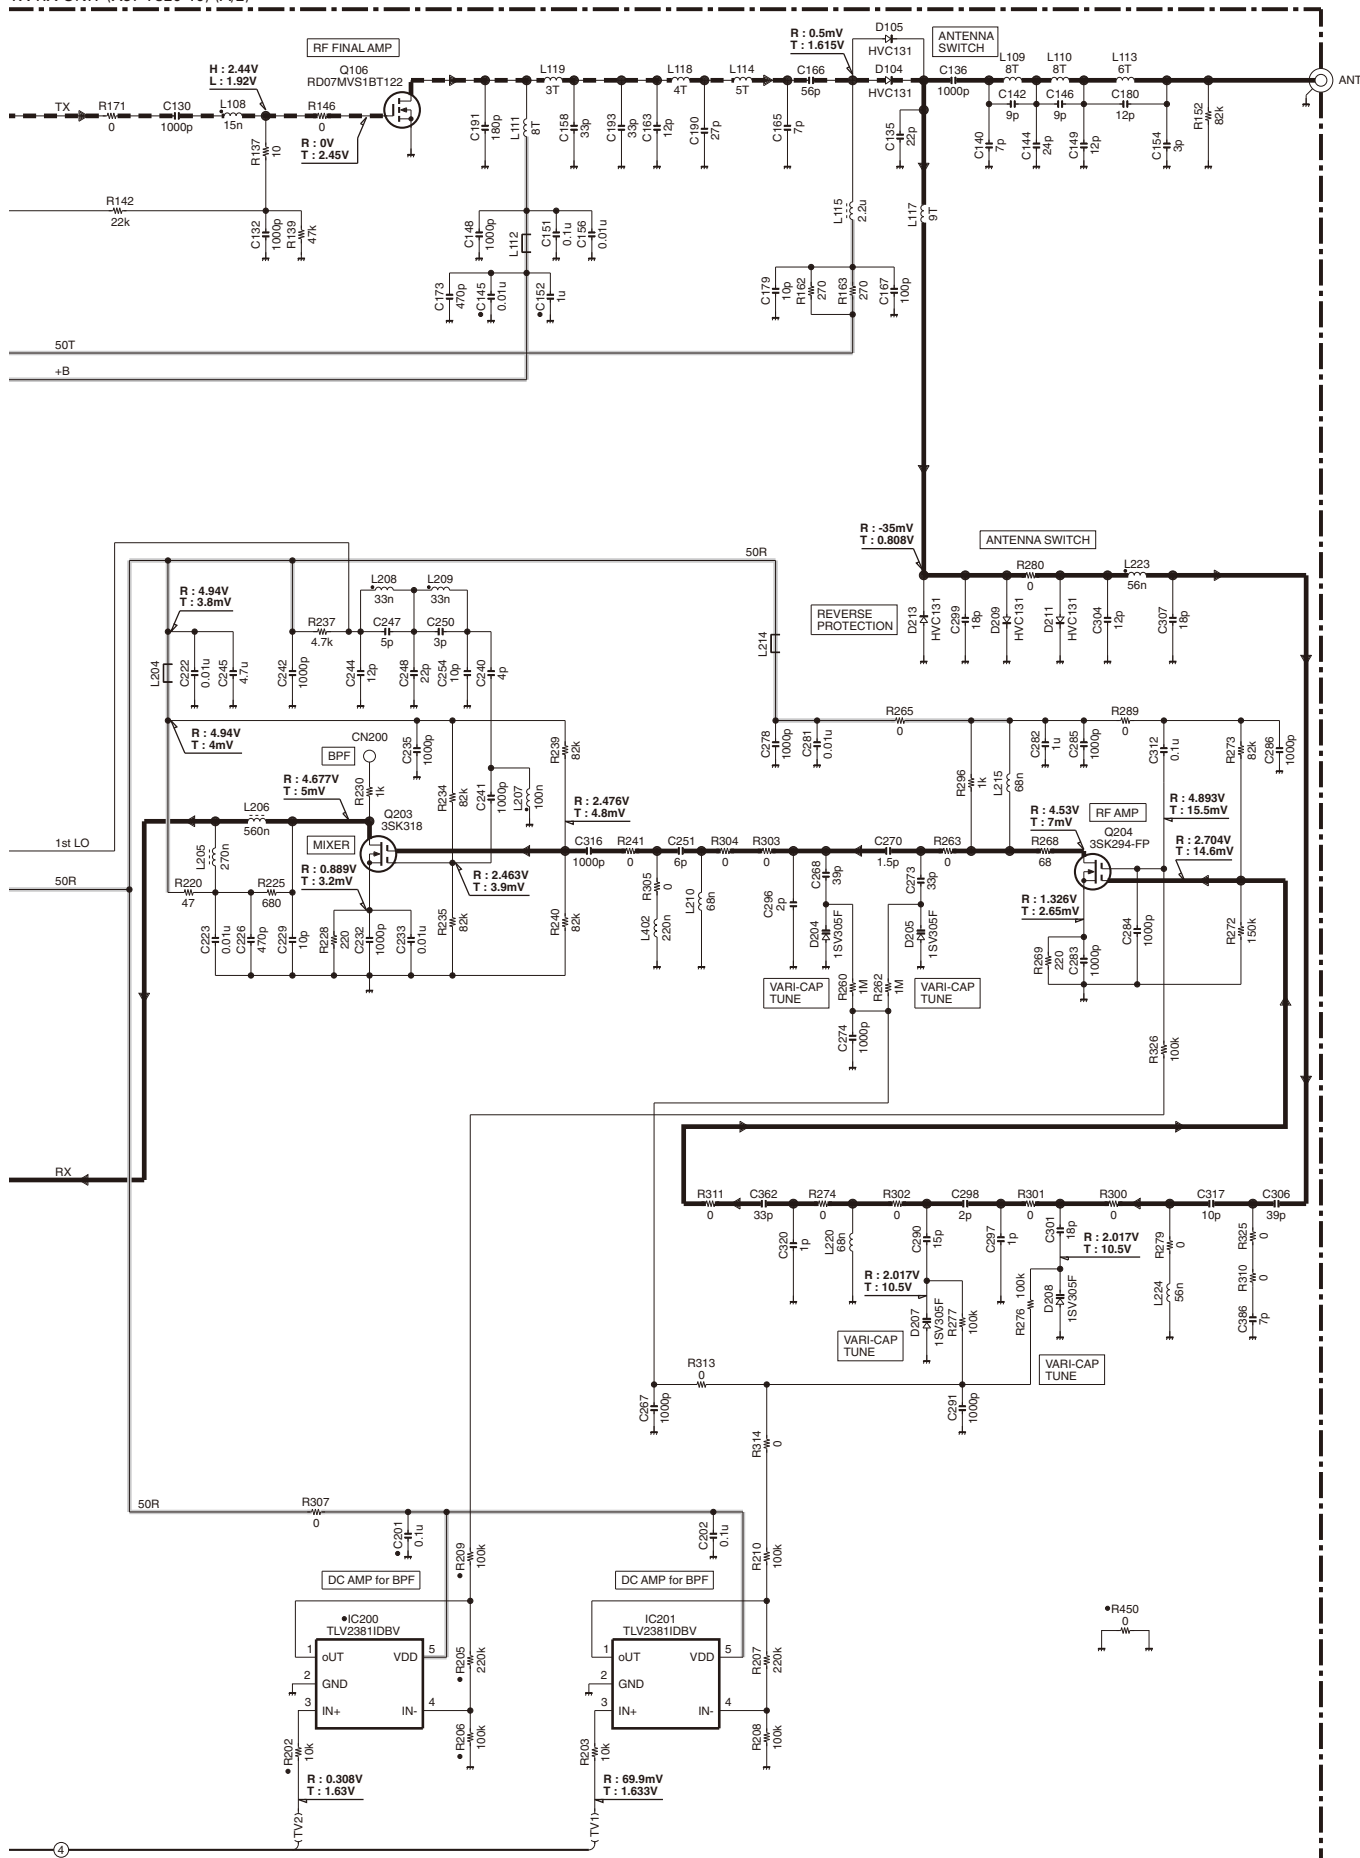 RF FINAL AMP
Q106
RD07MVS1BT122
H : 2.44V
L : 1.92V
TX
R171
0
C130
1000p
L108
15n
R146
0
R : 0V
T : 2.45V
R137
10
R142
22k
C132
1000p
R139
47k
C191
180p
L111
8T
L119
3T
C158
33p
C193
33p
C163
12p
L118
4T
C190
27p
L114
5T
C165
7p
C166
56p
R : 0.5mV
T : 1.615V
D105
HVC131
D104
HVC131
ANTENNA
SWITCH
C136
1000p
L109
8T
L110
8T
L113
6T
C142
9p
C146
9p
C180
12p
C135
22p
C140
7p
C144
24p
C149
12p
C154
3p
R152
82k
ANT
C148
1000p
L112
C151
0.1u
C156
0.01u
C173
470p
C145
0.01u
C152
1u
L115
2.2u
L117
9T
C179
10p
R162
270
R163
270
C167
100p
50T
+B
R : -35mV
T : 0.808V
ANTENNA SWITCH
R280
0
L223
56n
REVERSE
PROTECTION
D213
HVC131
C299
18p
D209
HVC131
D211
HVC131
C304
12p
C307
18p
50R
R : 4.94V
T : 3.8mV
L208
33n
L209
33n
R237
4.7k
C247
5p
C250
3p
L204
C222
0.01u
C245
4.7u
C242
1000p
C244
12p
C248
22p
C254
10p
C240
4p
L214
R : 4.94V
T : 4mV
CN200
BPF
R230
1k
C235
1000p
R234
82k
C241
1000p
L207
100n
R239
82k
R : 2.476V
T : 4.8mV
R : 4.677V
T : 5mV
Q203
3SK318
MIXER
L206
560n
L205
270n
1st LO
50R
R220
47
R225
680
R : 0.889V
T : 3.2mV
R : 2.463V
T : 3.9mV
C223
0.01u
C226
470p
C229
10p
R228
220
C232
1000p
C233
0.01u
R235
82k
R240
82k
C316
1000p
R241
0
C251
6p
R304
0
R303
0
R305
0
L402
220n
L210
68n
C296
2p
C268
39p
C270
1.5p
C273
33p
R263
0
D204
1SV305F
D205
1SV305F
VARI-CAP
TUNE
R260
1M
R262
1M
VARI-CAP
TUNE
C274
1000p
C278
1000p
C281
0.01u
R265
0
R296
1k
L215
68n
C282
1u
C285
1000p
R289
0
C312
0.1u
R273
82k
C286
1000p
R : 4.53V
T : 7mV
R268
68
RF AMP
Q204
3SK294-FP
R : 4.893V
T : 15.5mV
R : 2.704V
T : 14.6mV
R : 1.326V
T : 2.65mV
R269
220
C283
1000p
C284
1000p
R272
150k
R326
100k
RX
R311
0
C362
33p
R274
0
R302
0
C298
2p
R301
0
R300
0
C317
10p
C306
39p
C320
1p
L220
68n
C290
15p
C297
1p
C301
18p
R279
0
L224
56n
R325
0
R310
0
C386
7p
R : 2.017V
T : 10.5V
R : 2.017V
T : 10.5V
D207
1SV305F
R277
100k
R276
100k
D208
1SV305F
VARI-CAP
TUNE
VARI-CAP
TUNE
R313
0
C267
1000p
C291
1000p
R314
0
50R
R307
0
C201
0.1u
R209
100k
C202
0.1u
R210
100k
DC AMP for BPF
DC AMP for BPF
IC200
TLV2381IDBV
1
oUT
VDD
5
2
GND
3
IN+
IN-
4
R205
220k
R206
100k
R202
10k
R : 0.308V
T : 1.63V
TV2
IC201
TLV2381IDBV
1
oUT
VDD
5
2
GND
3
IN+
IN-
4
R207
220k
R208
100k
R203
10k
R : 69.9mV
T : 1.633V
TV1
R450
0
4